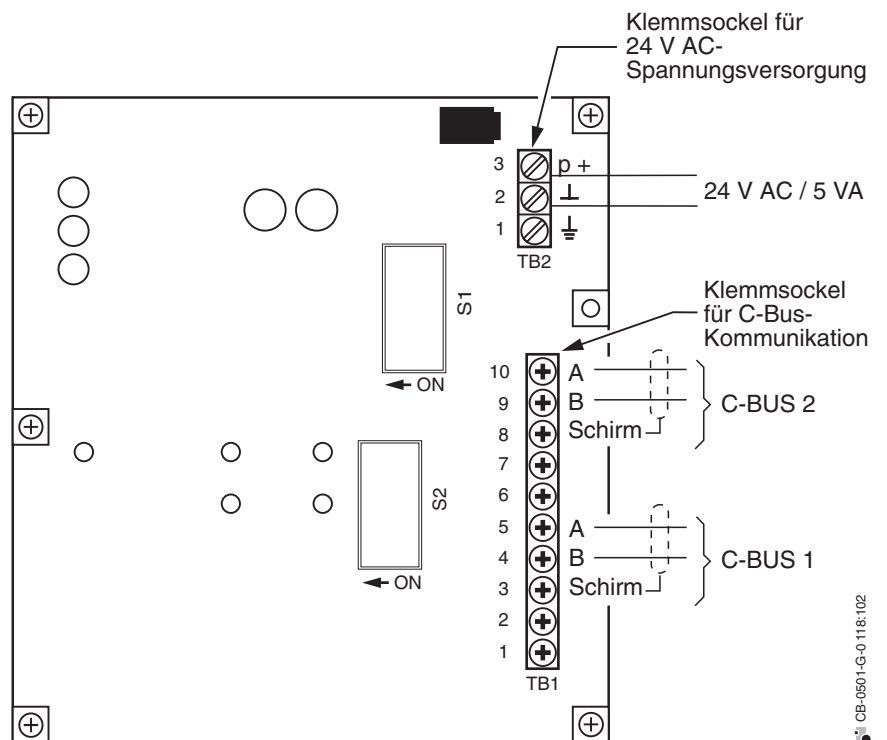 Klemmsockel für
24 V AC-
Spannungsversorgung
3 p +
2
24 V AC / 5 VA
1
TB2
S1
ON
Klemmsockel
für C-Bus-
Kommunikation
10 A
9 B
C-BUS 2
8 Schirm
7
6
S2
ON
5 A
4 B
C-BUS 1
3 Schirm
2
1
TB1
CB-0501-G-0 118:102